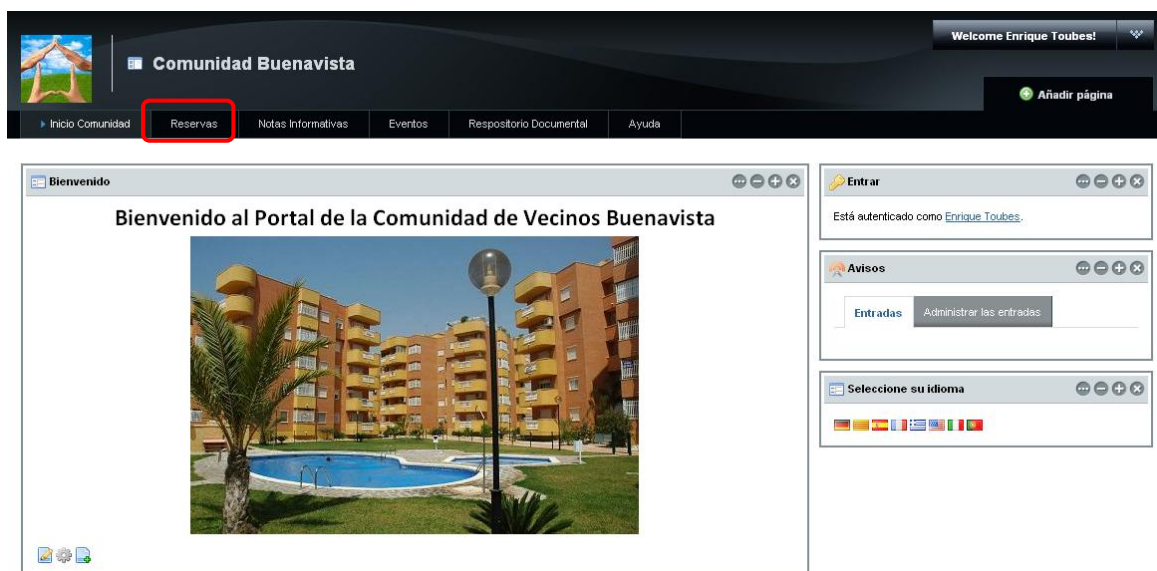 Welcome Enrique Toubes!
Comunidad Buenavista
Añadir página
Inicio Comunidad Reservas Notas Informativas Eventos Respositorio Documental Ayuda
Bienvenido
Bienvenido al Portal de la Comunidad de Vecinos Buenavista
Entrar
Está autenticado como Enrique Toubes.
Avisos
Entradas Administrar las entradas
Seleccione su idioma